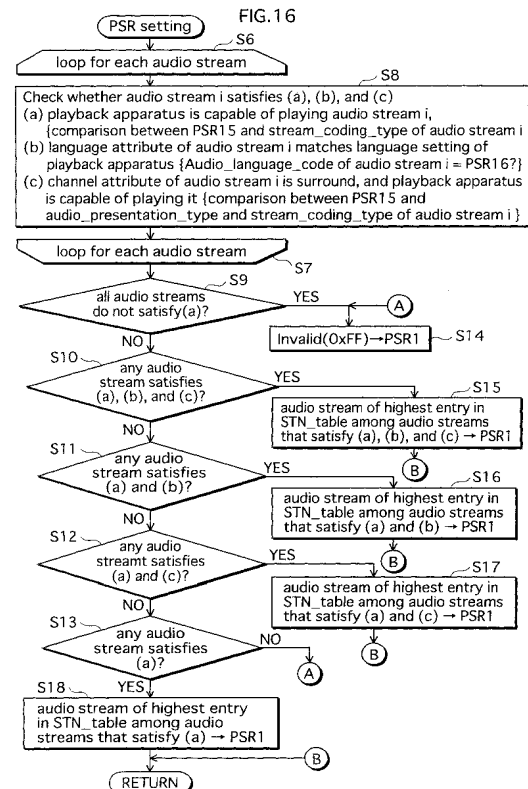 FIG.16
PSR setting
S6
loop for each audio stream
S8
Check whether audio stream i satisfies (a), (b), and (c)
(a) playback apparatus is capable of playing audio stream i,
{comparison between PSR15 and stream_coding_type of audio stream i
(b) language attribute of audio stream i matches language setting of
playback apparatus {Audio_language_code of audio stream i = PSR16?}
(c) channel attribute of audio stream i is surround, and playback apparatus
is capable of playing it {comparison between PSR15 and
audio_presentation_type and stream_coding_type of audio stream i }
loop for each audio stream
S7
S9
all audio streams
do not satisfy(a)?
YES
A
Invalid(0xFF)→PSR1
S14
NO
S10
any audio
stream satisfies
(a), (b), and (c)?
YES
S15
audio stream of highest entry in
STN_table among audio streams
that satisfy (a), (b), and (c) → PSR1
B
NO
S11
any audio
stream satisfies
(a) and (b)?
YES
S16
audio stream of highest entry in
STN_table among audio streams
that satisfy (a) and (b) → PSR1
B
NO
S12
any audio
streamt satisfies
(a) and (c)?
YES
S17
audio stream of highest entry in
STN_table among audio streams
that satisfy (a) and (c) → PSR1
B
NO
S13
any audio
stream satisfies
(a)?
NO
A
YES
S18
audio stream of highest entry
in STN_table among audio
streams that satisfy (a) → PSR1
B
RETURN